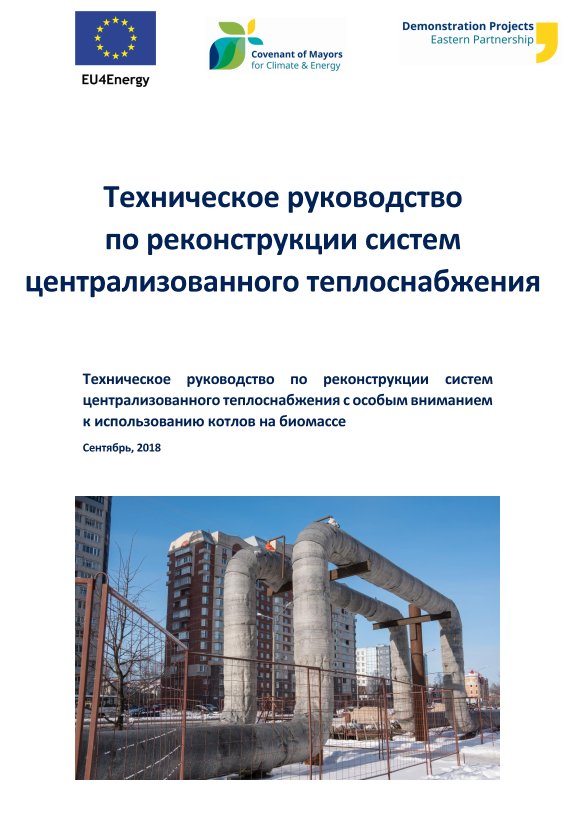 EU4Energy
Covenant of Mayors
for Climate & Energy
Demonstration Projects
Eastern Partnership
Техническое руководство
по реконструкции систем
централизованного теплоснабжения
Техническое руководство по реконструкции систем
централизованного теплоснабжения с особым вниманием
к использованию котлов на биомассе
Сентябрь, 2018